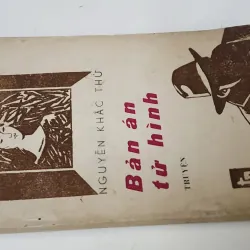 NGUYỄN KHẮC THỨ
Bản án
tử hình
TRUYỆN